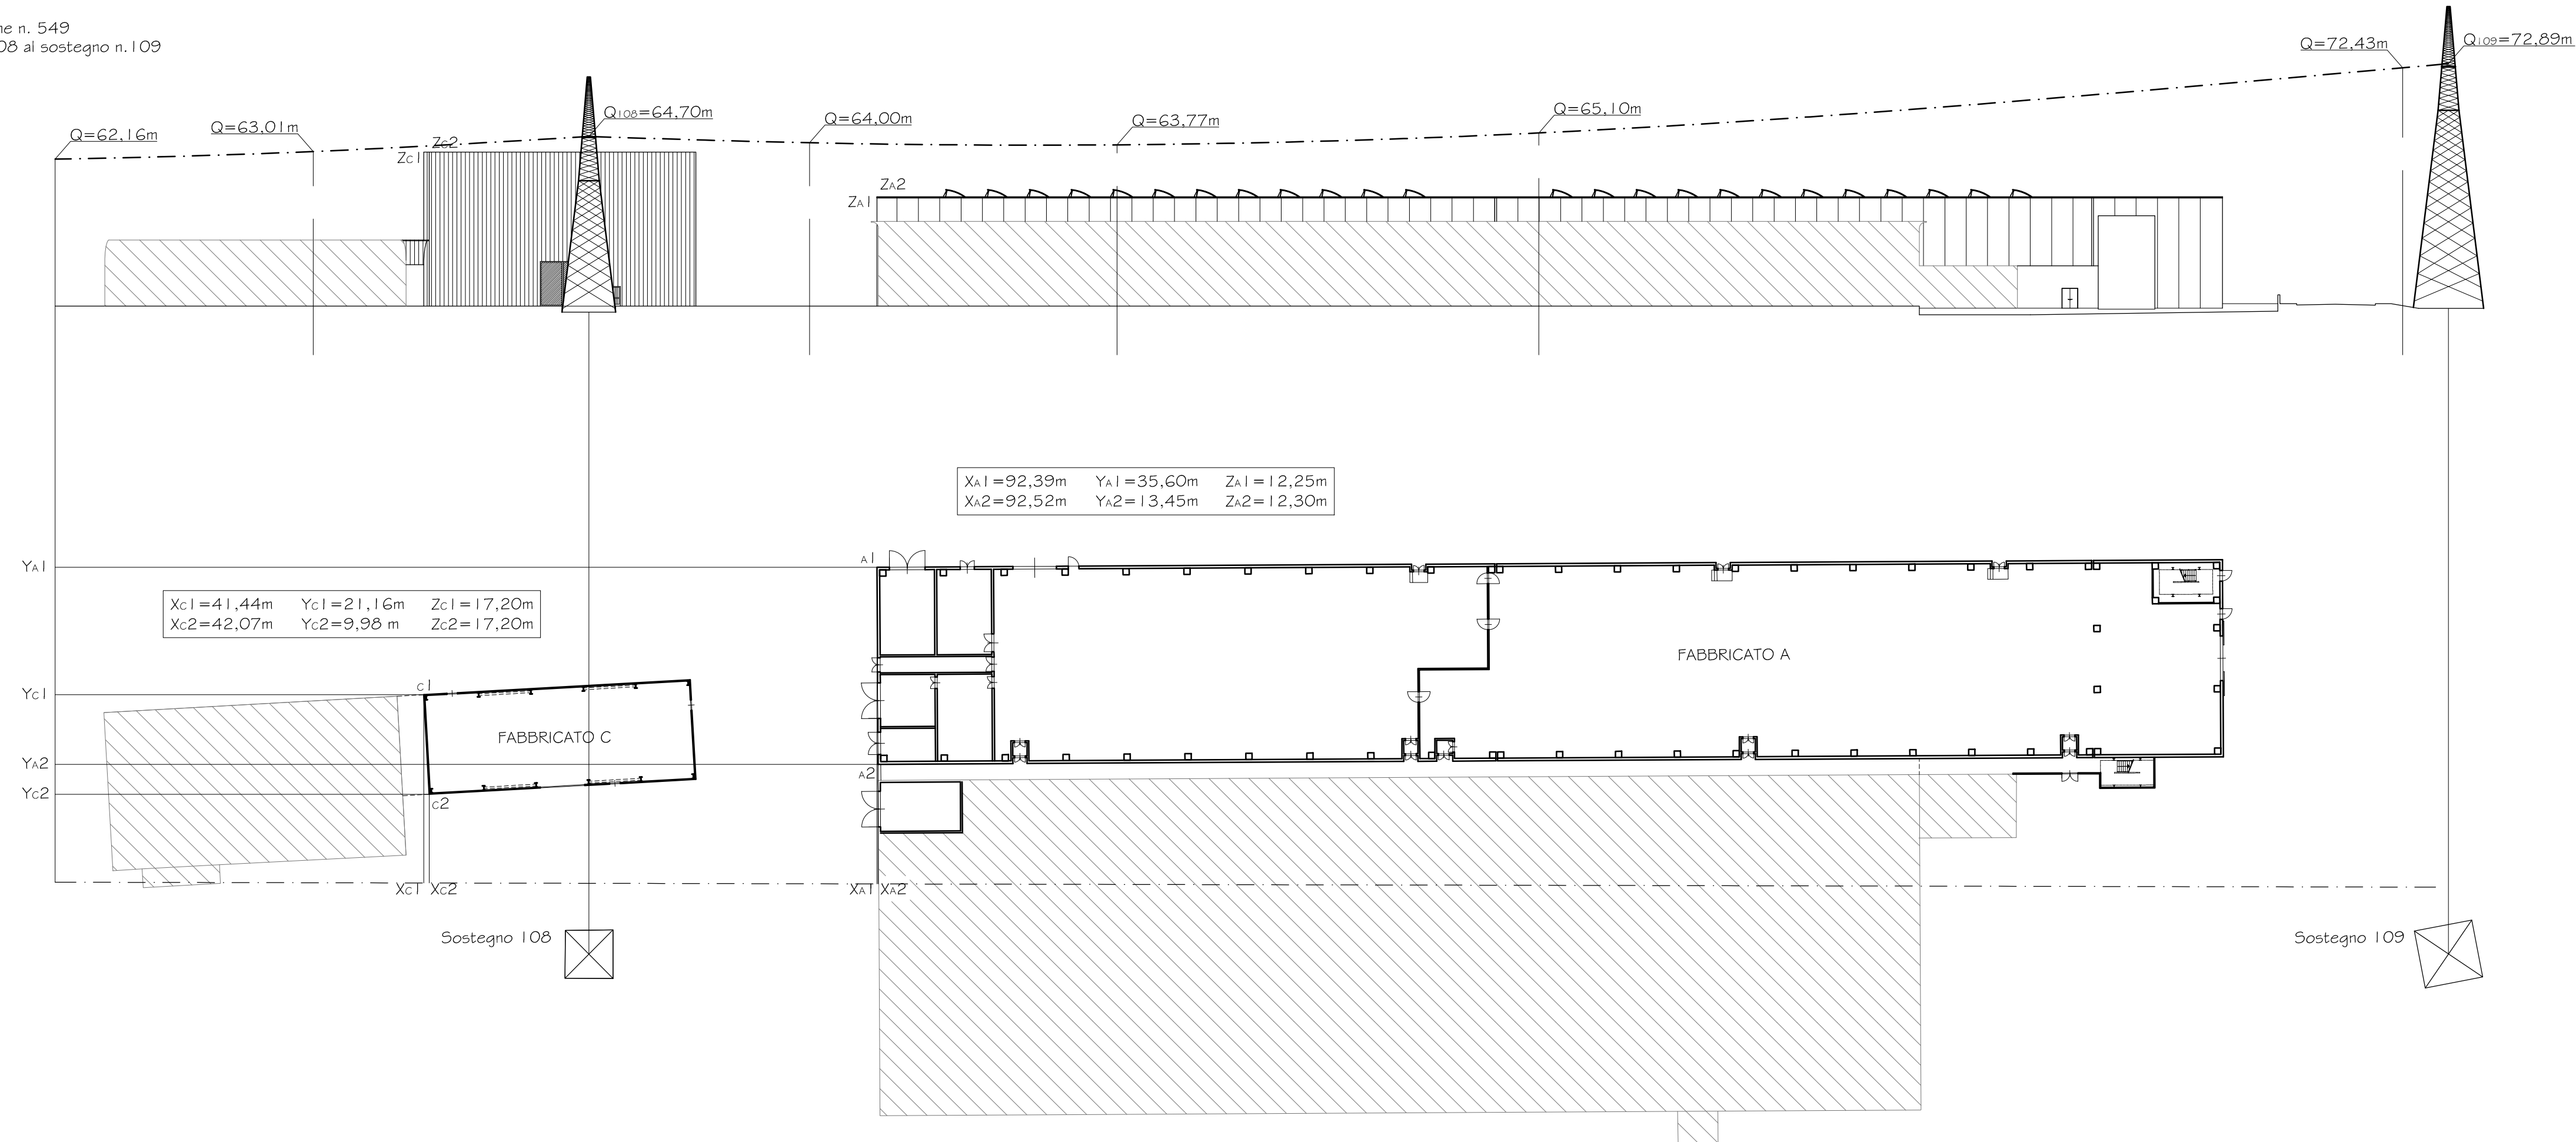 ne n. 549
08 al sostegno n.109
Q=62,16m
Q=63,01m
Q108=64,70m
Q=64,00m
Q=63,77m
Q=65,10m
Q=72,43m
Q109=72,89m
ZC1
ZC2
ZA1
ZA2
XA1=92,39m YA1=35,60m ZA1=12,25m
XA2=92,52m YA2=13,45m ZA2=12,30m
YA1
A1
XC1=41,44m YC1=21,16m ZC1=17,20m
XC2=42,07m YC2=9,98 m ZC2=17,20m
FABBRICATO A
YC1
C1
FABBRICATO C
YA2
A2
YC2
C2
XC1 XC2
XA1 XA2
Sostegno 108
Sostegno 109